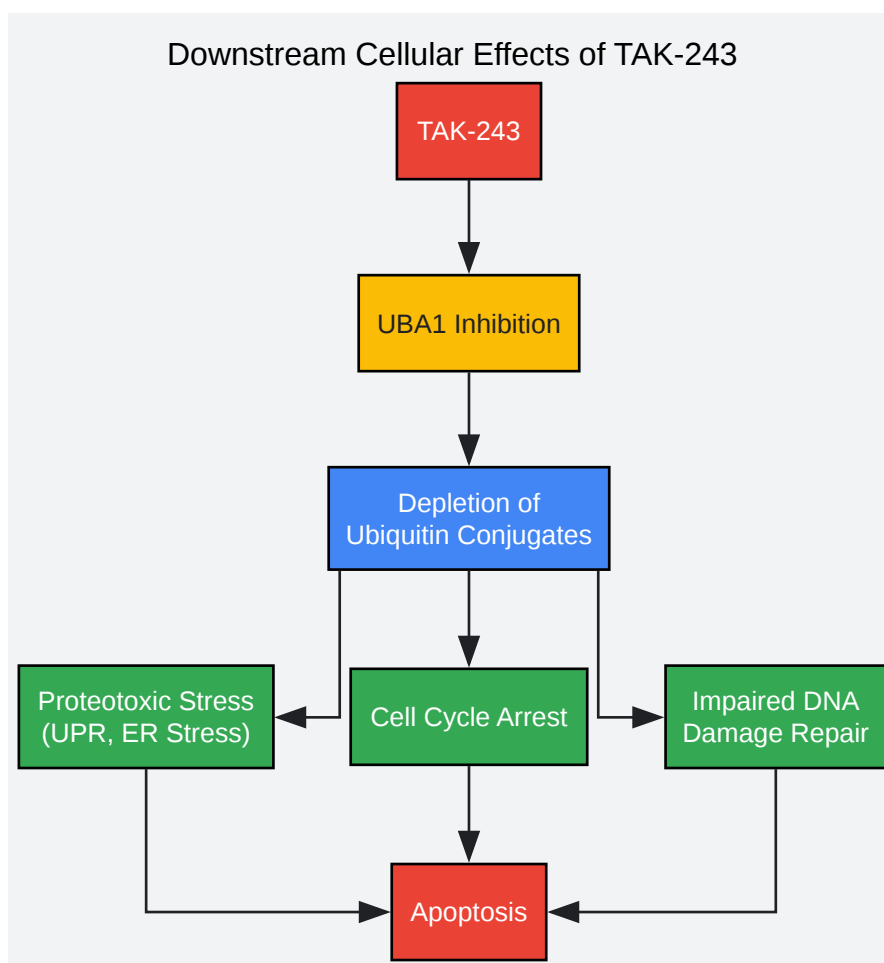 Downstream Cellular Effects of TAK-243
TAK-243
UBA1 Inhibition
Depletion of
Ubiquitin Conjugates
Proteotoxic Stress
(UPR, ER Stress)
Cell Cycle Arrest
Impaired DNA
Damage Repair
Apoptosis